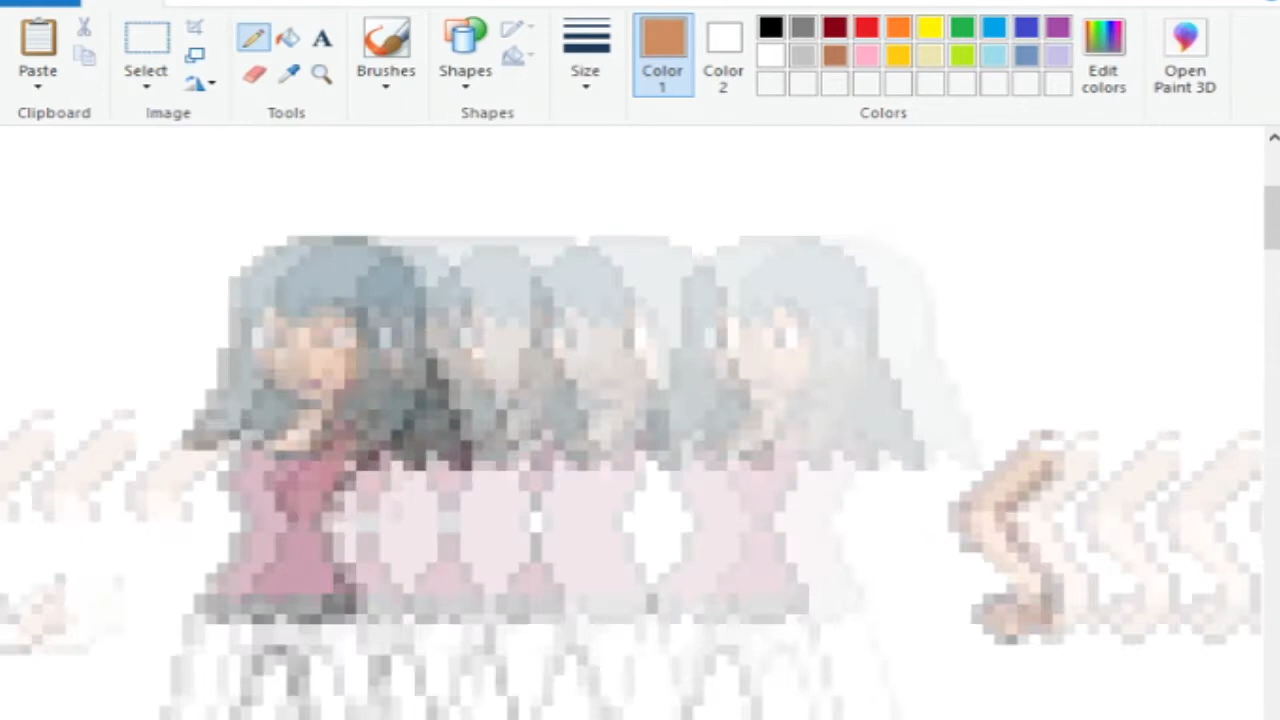 Paste
Select
A
Brushes
Shapes
Size
Color 1
Color 2
Edit colors
Open Paint 3D
Clipboard
Image
Tools
Shapes
Colors